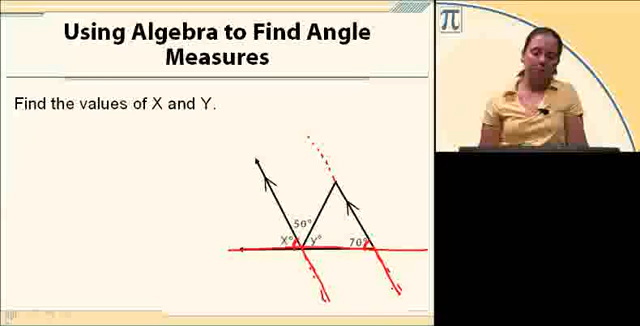 Using Algebra to Find Angle
Measures
π
Find the values of X and Y.
50°
X° y° 70°